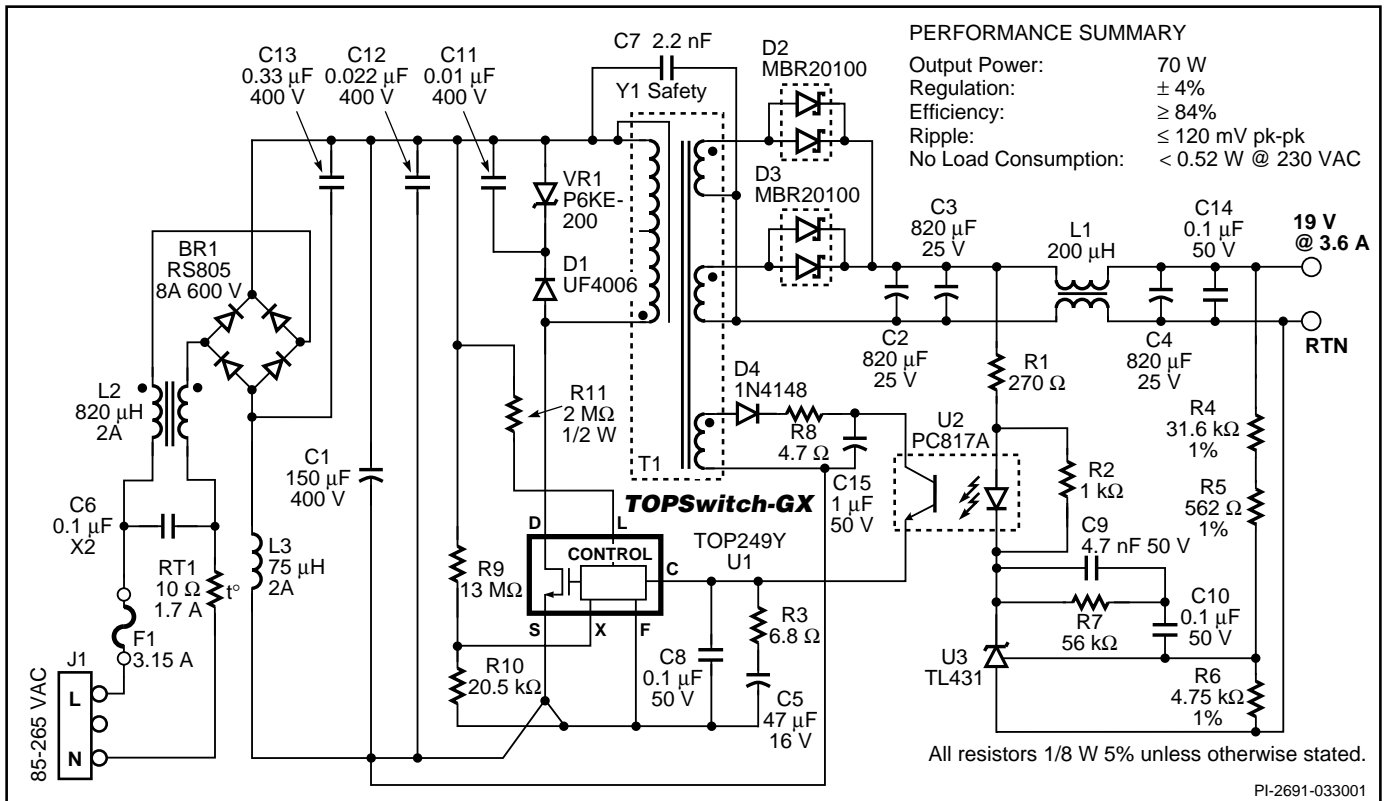 PERFORMANCE SUMMARY
Output Power: 70 W
Regulation: ± 4%
Efficiency: ≥ 84%
Ripple: ≤ 120 mV pk-pk
No Load Consumption: < 0.52 W @ 230 VAC
C13
0.33 µF
400 V
C12
0.022 µF
400 V
C11
0.01 µF
400 V
C7 2.2 nF
Y1 Safety
D2
MBR20100
D3
MBR20100
VR1
P6KE-
200
D1
UF4006
BR1
RS805
8A 600 V
C3
820 µF
25 V
L1
200 µH
C14
0.1 µF
50 V
19 V
@ 3.6 A
RTN
C2
820 µF
25 V
C4
820 µF
25 V
R1
270 Ω
L2
820 µH
2A
R11
2 MΩ
1/2 W
D4
1N4148
R8
4.7 Ω
T1
U2
PC817A
R4
31.6 kΩ
1%
R2
1 kΩ
R5
562 Ω
1%
C1
150 µF
400 V
C15
1 µF
50 V
TOPSwitch-GX
C6
0.1 µF
X2
D
L
CONTROL
C
S
X
F
TOP249Y
U1
C9
4.7 nF 50 V
RT1
10 Ω
1.7 A
t°
L3
75 µH
2A
R9
13 MΩ
R3
6.8 Ω
R7
56 kΩ
C10
0.1 µF
50 V
F1
3.15 A
J1
L
N
85-265 VAC
R10
20.5 kΩ
C8
0.1 µF
50 V
C5
47 µF
16 V
U3
TL431
R6
4.75 kΩ
1%
All resistors 1/8 W 5% unless otherwise stated.
PI-2691-033001